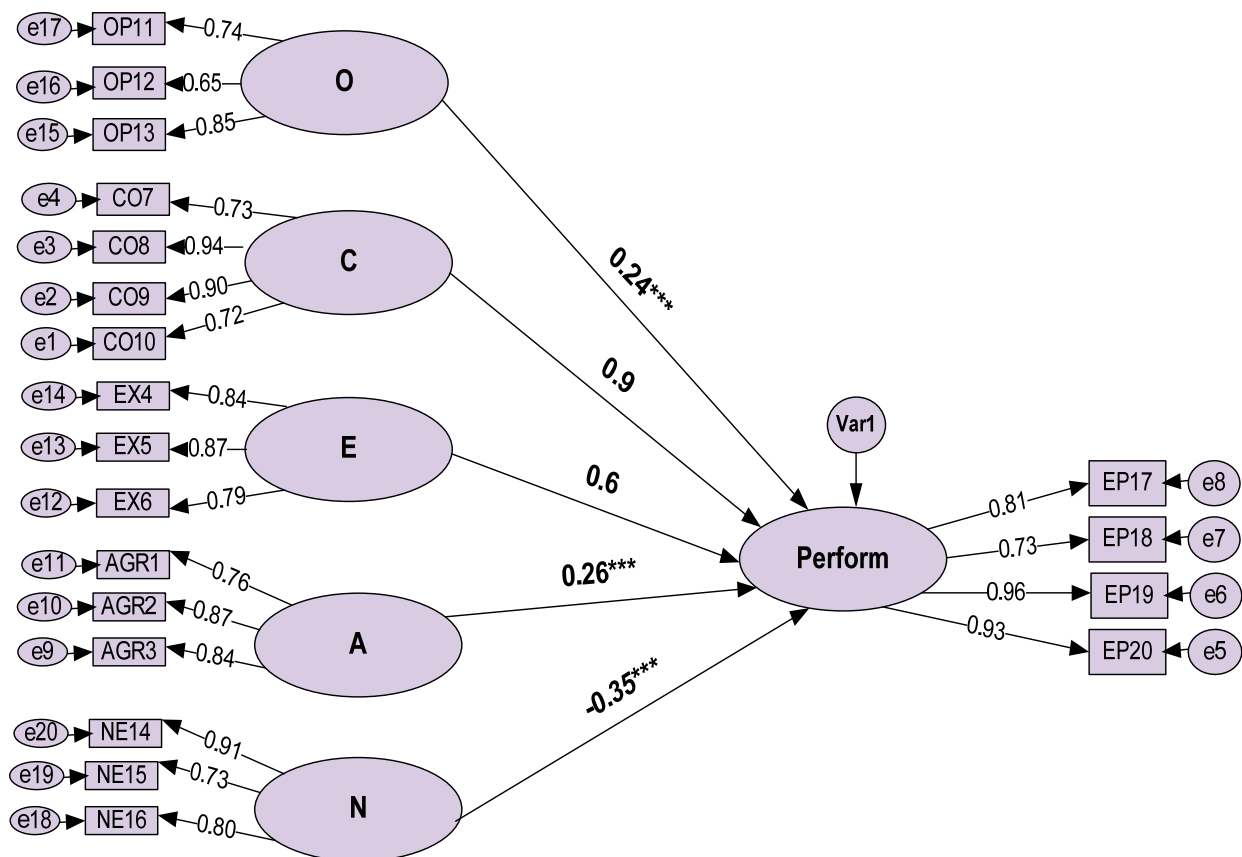 e17 OP11 0.74
e16 OP12 0.65
e15 OP13 0.85
O
e4 CO7 0.73
e3 CO8 0.94
e2 CO9 0.90
e1 CO10 0.72
C
e14 EX4 0.84
e13 EX5 0.87
e12 EX6 0.79
E
e11 AGR1 0.76
e10 AGR2 0.87
e9 AGR3 0.84
A
e20 NE14 0.91
e19 NE15 0.73
e18 NE16 0.80
N
0.24***
0.9
0.6
0.26***
-0.35***
Var1
Perform
0.81 EP17 e8
0.73 EP18 e7
0.96 EP19 e6
0.93 EP20 e5